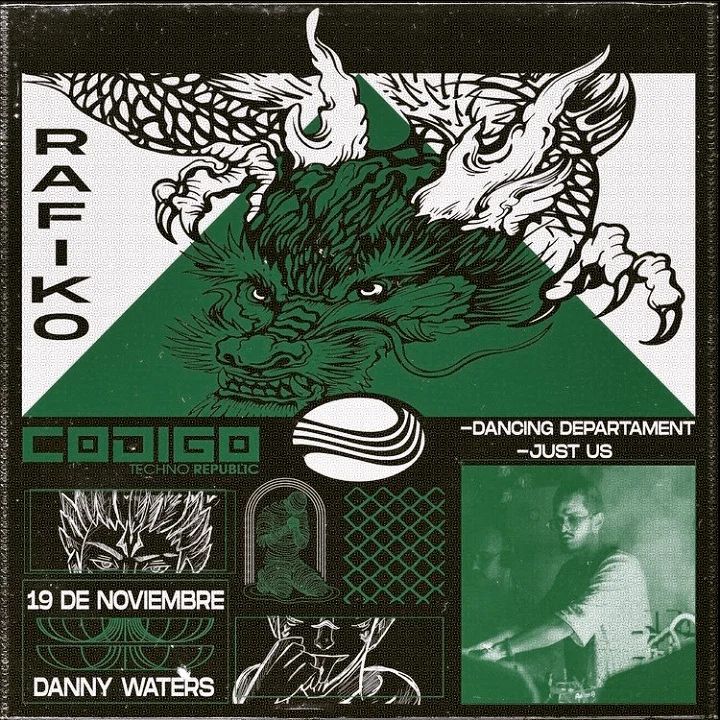 RAFIKO
CODIGO
TECHNO REPUBLIC
-DANCING DEPARTAMENT
-JUST US
19 DE NOVIEMBRE
DANNY WATERS